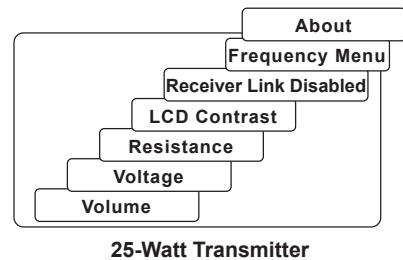 About
Frequency Menu
Receiver Link Disabled
LCD Contrast
Resistance
Voltage
Volume
25-Watt Transmitter